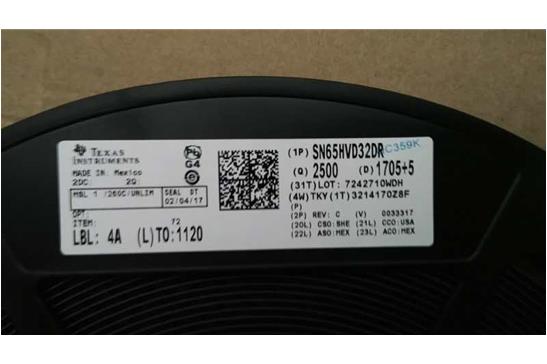 TEXAS INSTRUMENTS
Pb
G4
MADE IN: Mexico
2DC: 2Q
MSL 1 /260C/UNLIM
SEAL DT
02/04/17
OPT:
ITEM: 72
LBL: 4A (L)TO:1120
(1P) SN65HVD32DR
C359K
(Q) 2500 (D) 1705+5
(31T)LOT: 7242710WDH
(4W)TKY(1T)3214170Z8F
(P)
(2P) REV: C (V) 0033317
(20L) CSO:SHE (21L) CCO:USA
(22L) ASO:MEX (23L) ACO:MEX